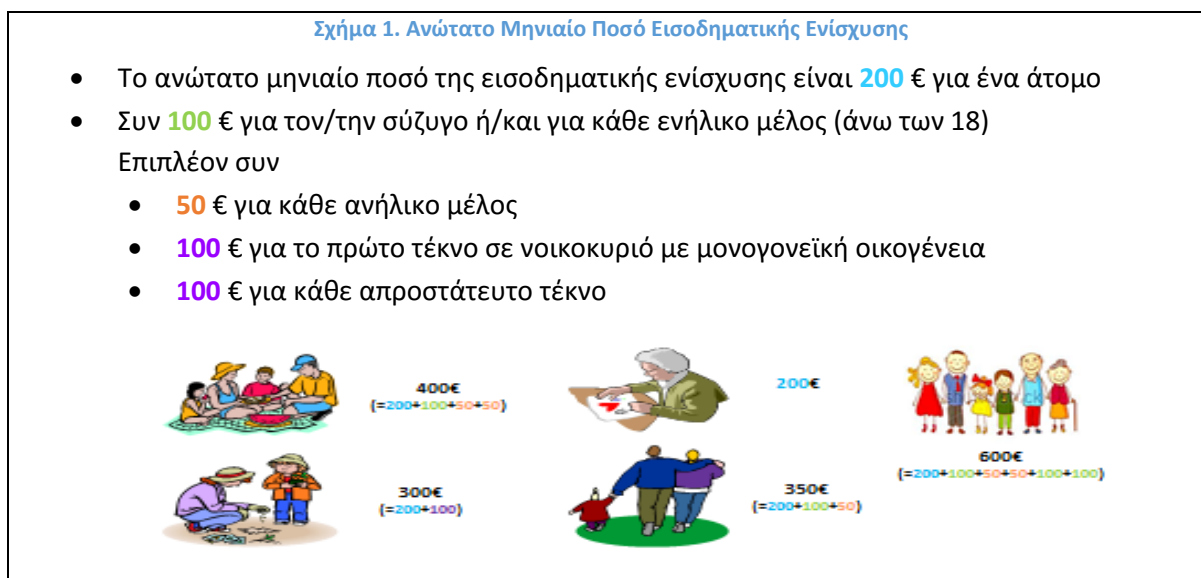 Σχήμα 1. Ανώτατο Μηνιαίο Ποσό Εισοδηματικής Ενίσχυσης
• Το ανώτατο μηνιαίο ποσό της εισοδηματικής ενίσχυσης είναι 200 € για ένα άτομο
• Συν 100 € για τον/την σύζυγο ή/και για κάθε ενήλικο μέλος (άνω των 18)
Επιπλέον συν
• 50 € για κάθε ανήλικο μέλος
• 100 € για το πρώτο τέκνο σε νοικοκυριό με μονογονεϊκή οικογένεια
• 100 € για κάθε απροστάτευτο τέκνο
400€
(=200+100+50+50)
200€
600€
(=200+100+50+50+100+100)
300€
(=200+100)
350€
(=200+100+50)